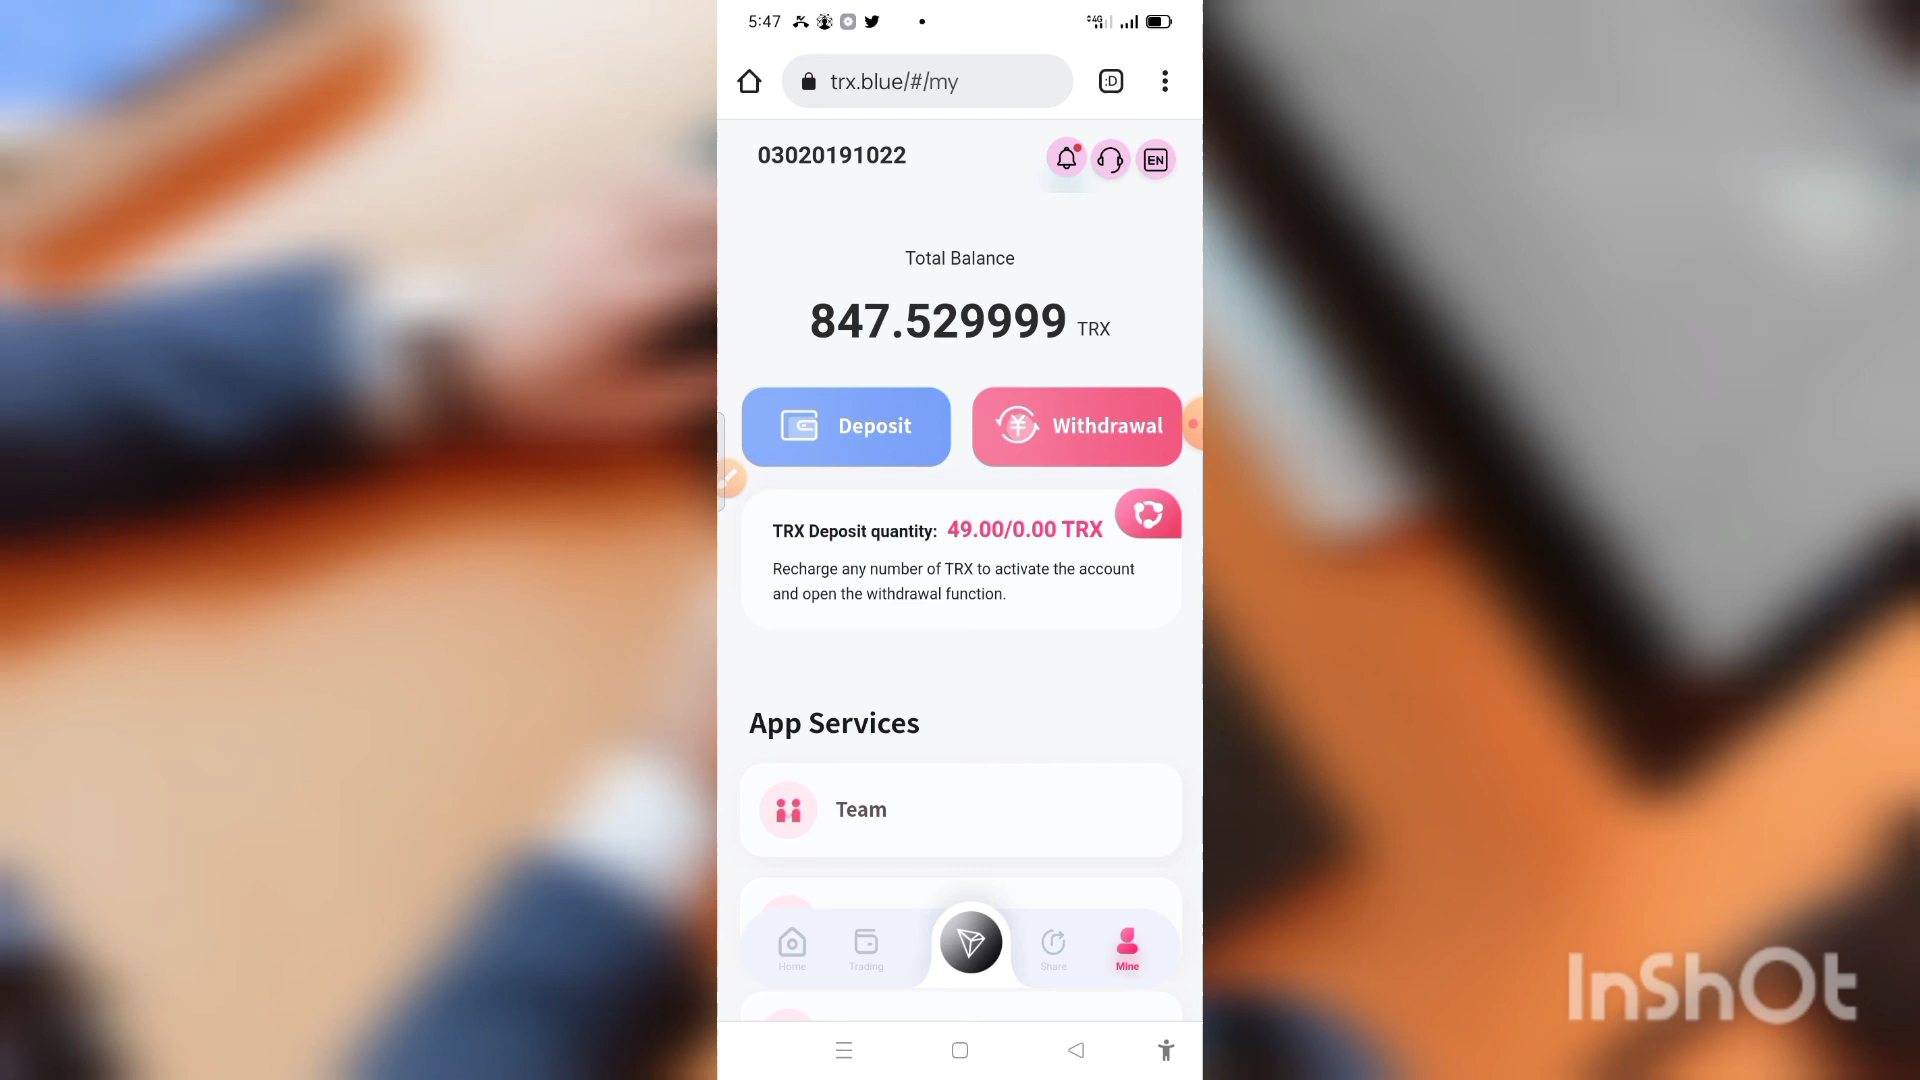 5:47
4G
trx.blue/#/my
:D
03020191022
EN
Total Balance
847.529999 TRX
Deposit
Withdrawal
TRX Deposit quantity: 49.00/0.00 TRX
Recharge any number of TRX to activate the account
and open the withdrawal function.
App Services
Team
Home
Trading
Share
Mine
InShOt